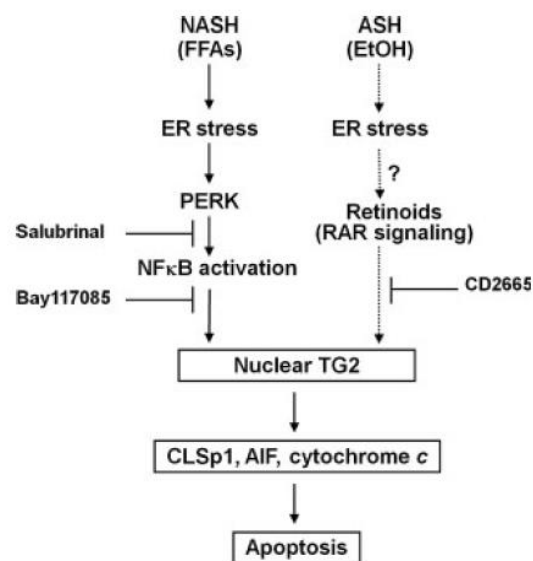 NASH
(FFAs)
ASH
(EtOH)
ER stress
ER stress
?
PERK
Retinoids
(RAR signaling)
Salubrinal
NFκB activation
CD2665
Bay117085
Nuclear TG2
CLSp1, AIF, cytochrome c
Apoptosis